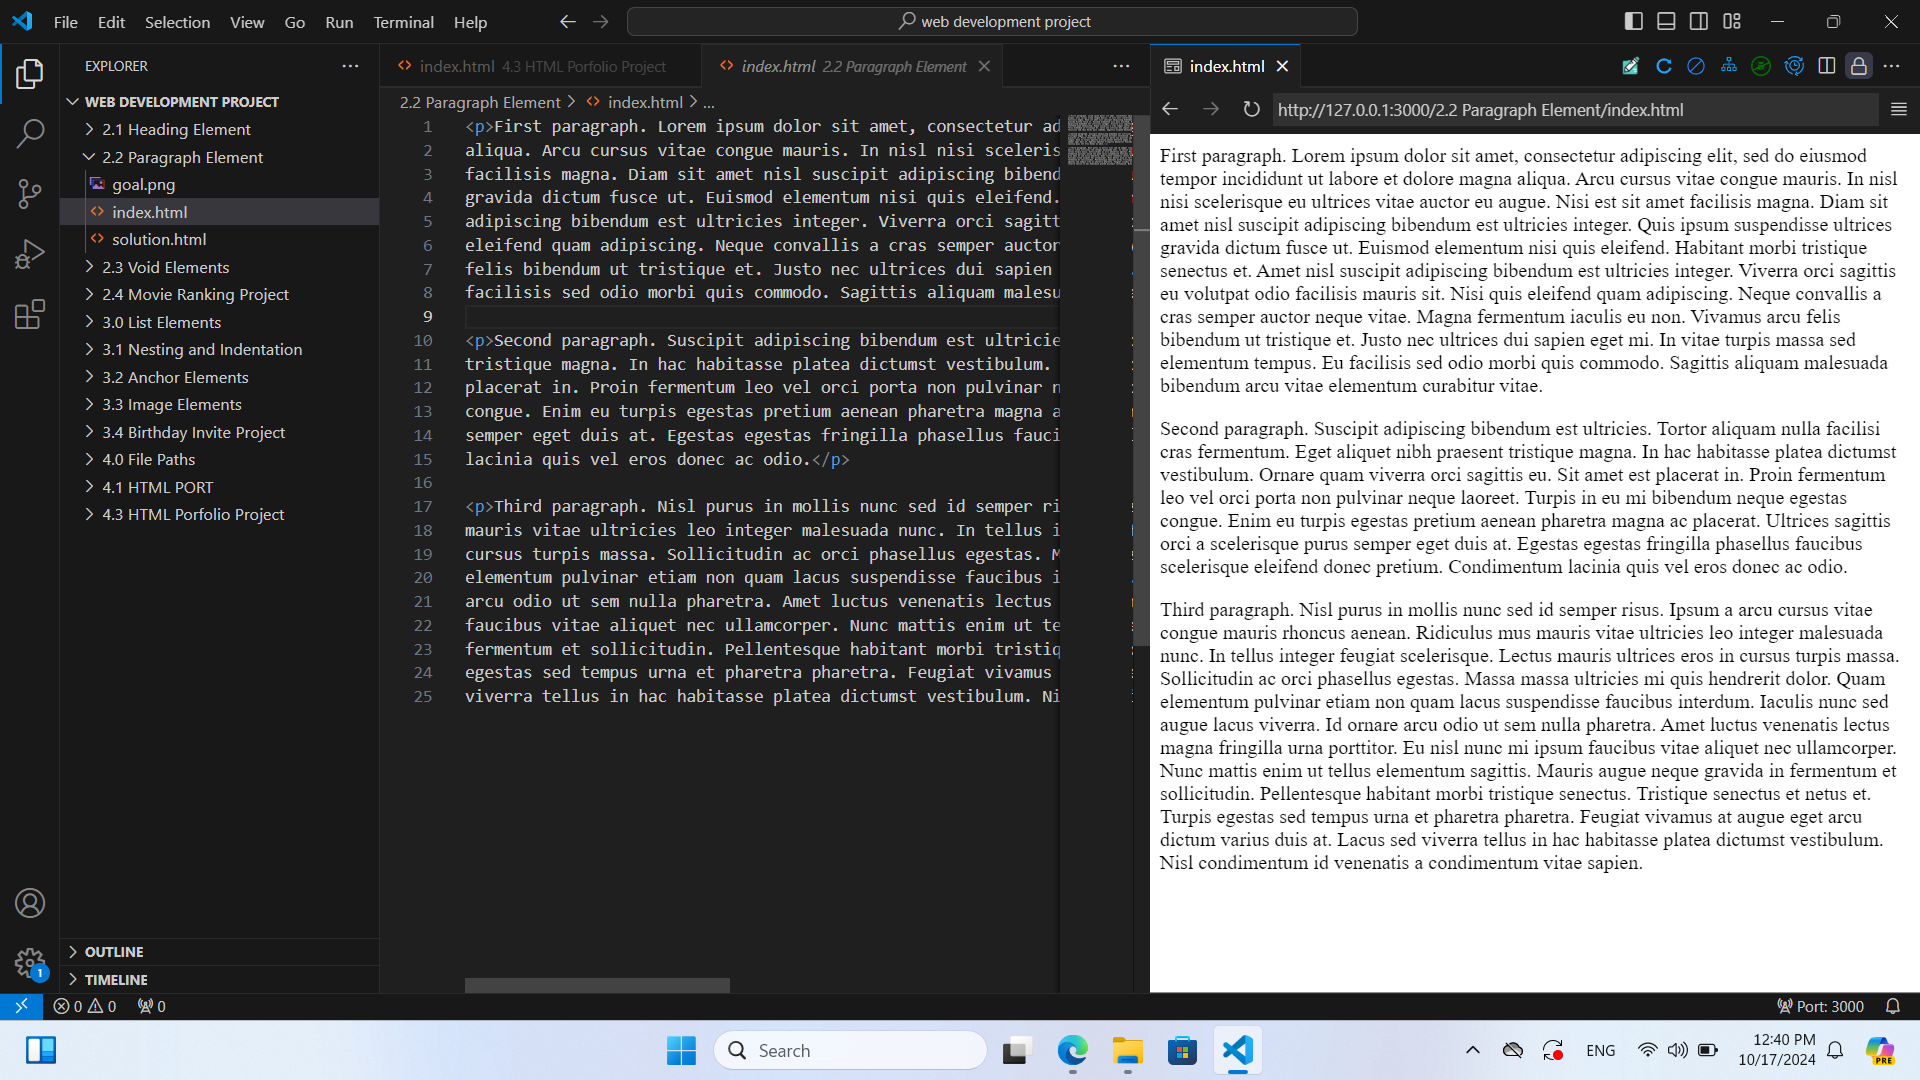 File Edit Selection View Go Run Terminal Help
web development project
EXPLORER
WEB DEVELOPMENT PROJECT
2.1 Heading Element
2.2 Paragraph Element
goal.png
index.html
solution.html
2.3 Void Elements
2.4 Movie Ranking Project
3.0 List Elements
3.1 Nesting and Indentation
3.2 Anchor Elements
3.3 Image Elements
3.4 Birthday Invite Project
4.0 File Paths
4.1 HTML PORT
4.3 HTML Porfolio Project
OUTLINE
TIMELINE
index.html 4.3 HTML Porfolio Project
index.html 2.2 Paragraph Element
2.2 Paragraph Element > index.html > ...
1 <p>First paragraph. Lorem ipsum dolor sit amet, consectetur ad
2 aliqua. Arcu cursus vitae congue mauris. In nisl nisi sceleris
3 facilisis magna. Diam sit amet nisl suscipit adipiscing bibend
4 gravida dictum fusce ut. Euismod elementum nisi quis eleifend.
5 adipiscing bibendum est ultricies integer. Viverra orci sagitt
6 eleifend quam adipiscing. Neque convallis a cras semper auctor
7 felis bibendum ut tristique et. Justo nec ultrices dui sapien
8 facilisis sed odio morbi quis commodo. Sagittis aliquam malesu
9
10 <p>Second paragraph. Suscipit adipiscing bibendum est ultricie
11 tristique magna. In hac habitasse platea dictumst vestibulum.
12 placerat in. Proin fermentum leo vel orci porta non pulvinar n
13 congue. Enim eu turpis egestas pretium aenean pharetra magna a
14 semper eget duis at. Egestas egestas fringilla phasellus fauci
15 lacinia quis vel eros donec ac odio.</p>
16
17 <p>Third paragraph. Nisl purus in mollis nunc sed id semper ri
18 mauris vitae ultricies leo integer malesuada nunc. In tellus i
19 cursus turpis massa. Sollicitudin ac orci phasellus egestas. M
20 elementum pulvinar etiam non quam lacus suspendisse faucibus i
21 arcu odio ut sem nulla pharetra. Amet luctus venenatis lectus
22 faucibus vitae aliquet nec ullamcorper. Nunc mattis enim ut te
23 fermentum et sollicitudin. Pellentesque habitant morbi tristiq
24 egestas sed tempus urna et pharetra pharetra. Feugiat vivamus
25 viverra tellus in hac habitasse platea dictumst vestibulum. Ni
index.html
http://127.0.0.1:3000/2.2 Paragraph Element/index.html
First paragraph. Lorem ipsum dolor sit amet, consectetur adipiscing elit, sed do eiusmod
tempor incididunt ut labore et dolore magna aliqua. Arcu cursus vitae congue mauris. In nisl
nisi scelerisque eu ultrices vitae auctor eu augue. Nisi est sit amet facilisis magna. Diam sit
amet nisl suscipit adipiscing bibendum est ultricies integer. Quis ipsum suspendisse ultrices
gravida dictum fusce ut. Euismod elementum nisi quis eleifend. Habitant morbi tristique
senectus et. Amet nisl suscipit adipiscing bibendum est ultricies integer. Viverra orci sagittis
eu volutpat odio facilisis mauris sit. Nisi quis eleifend quam adipiscing. Neque convallis a
cras semper auctor neque vitae. Magna fermentum iaculis eu non. Vivamus arcu felis
bibendum ut tristique et. Justo nec ultrices dui sapien eget mi. In vitae turpis massa sed
elementum tempus. Eu facilisis sed odio morbi quis commodo. Sagittis aliquam malesuada
bibendum arcu vitae elementum curabitur vitae.
Second paragraph. Suscipit adipiscing bibendum est ultricies. Tortor aliquam nulla facilisi
cras fermentum. Eget aliquet nibh praesent tristique magna. In hac habitasse platea dictumst
vestibulum. Ornare quam viverra orci sagittis eu. Sit amet est placerat in. Proin fermentum
leo vel orci porta non pulvinar neque laoreet. Turpis in eu mi bibendum neque egestas
congue. Enim eu turpis egestas pretium aenean pharetra magna ac placerat. Ultrices sagittis
orci a scelerisque purus semper eget duis at. Egestas egestas fringilla phasellus faucibus
scelerisque eleifend donec pretium. Condimentum lacinia quis vel eros donec ac odio.
Third paragraph. Nisl purus in mollis nunc sed id semper risus. Ipsum a arcu cursus vitae
congue mauris rhoncus aenean. Ridiculus mus mauris vitae ultricies leo integer malesuada
nunc. In tellus integer feugiat scelerisque. Lectus mauris ultrices eros in cursus turpis massa.
Sollicitudin ac orci phasellus egestas. Massa massa ultricies mi quis hendrerit dolor. Quam
elementum pulvinar etiam non quam lacus suspendisse faucibus interdum. Iaculis nunc sed
augue lacus viverra. Id ornare arcu odio ut sem nulla pharetra. Amet luctus venenatis lectus
magna fringilla urna porttitor. Eu nisl nunc mi ipsum faucibus vitae aliquet nec ullamcorper.
Nunc mattis enim ut tellus elementum sagittis. Mauris augue neque gravida in fermentum et
sollicitudin. Pellentesque habitant morbi tristique senectus. Tristique senectus et netus et.
Turpis egestas sed tempus urna et pharetra pharetra. Feugiat vivamus at augue eget arcu
dictum varius duis at. Lacus sed viverra tellus in hac habitasse platea dictumst vestibulum.
Nisl condimentum id venenatis a condimentum vitae sapien.
1
0 0 0
Port: 3000
Search
ENG
12:40 PM
10/17/2024
PRE